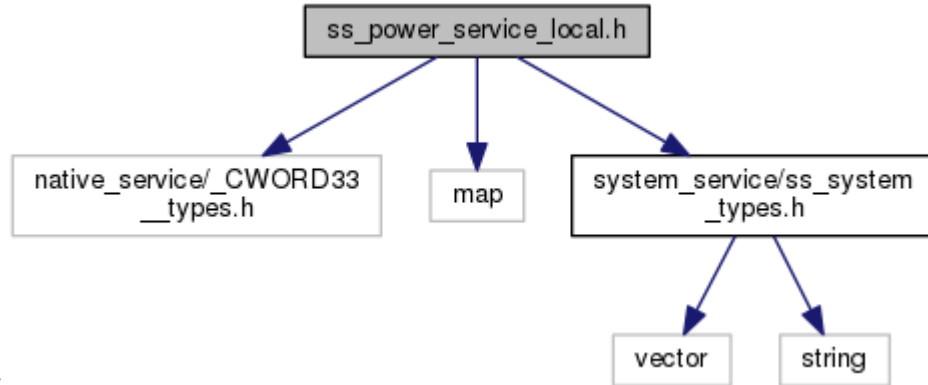 ss_power_service_local.h
native_service/_CWORD33
__types.h
map
system_service/ss_system
_types.h
vector
string